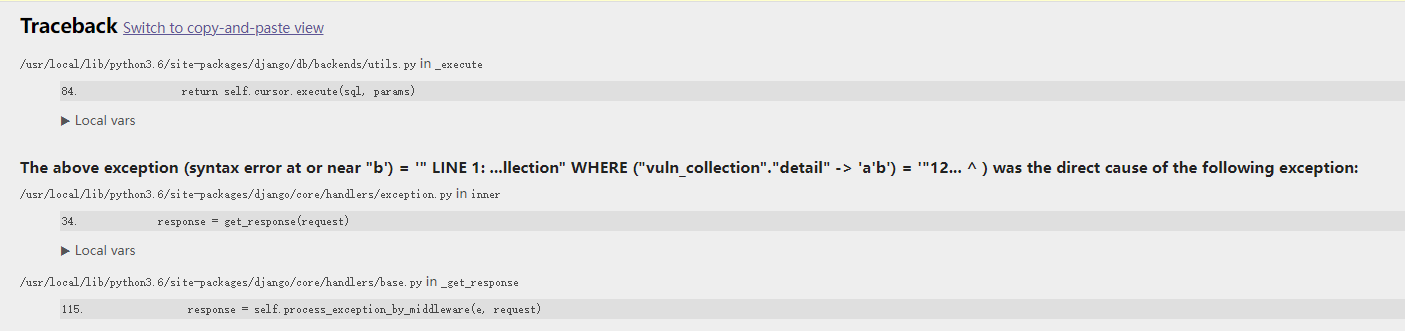 Traceback Switch to copy-and-paste view
/usr/local/lib/python3.6/site-packages/django/db/backends/utils.py in _execute
84. return self.cursor.execute(sql, params)
▶ Local vars
The above exception (syntax error at or near "b') = '" LINE 1: ...llection" WHERE ("vuln_collection"."detail" -> 'a'b') = '"12... ^ ) was the direct cause of the following exception:
/usr/local/lib/python3.6/site-packages/django/core/handlers/exception.py in inner
34. response = get_response(request)
▶ Local vars
/usr/local/lib/python3.6/site-packages/django/core/handlers/base.py in _get_response
115. response = self.process_exception_by_middleware(e, request)